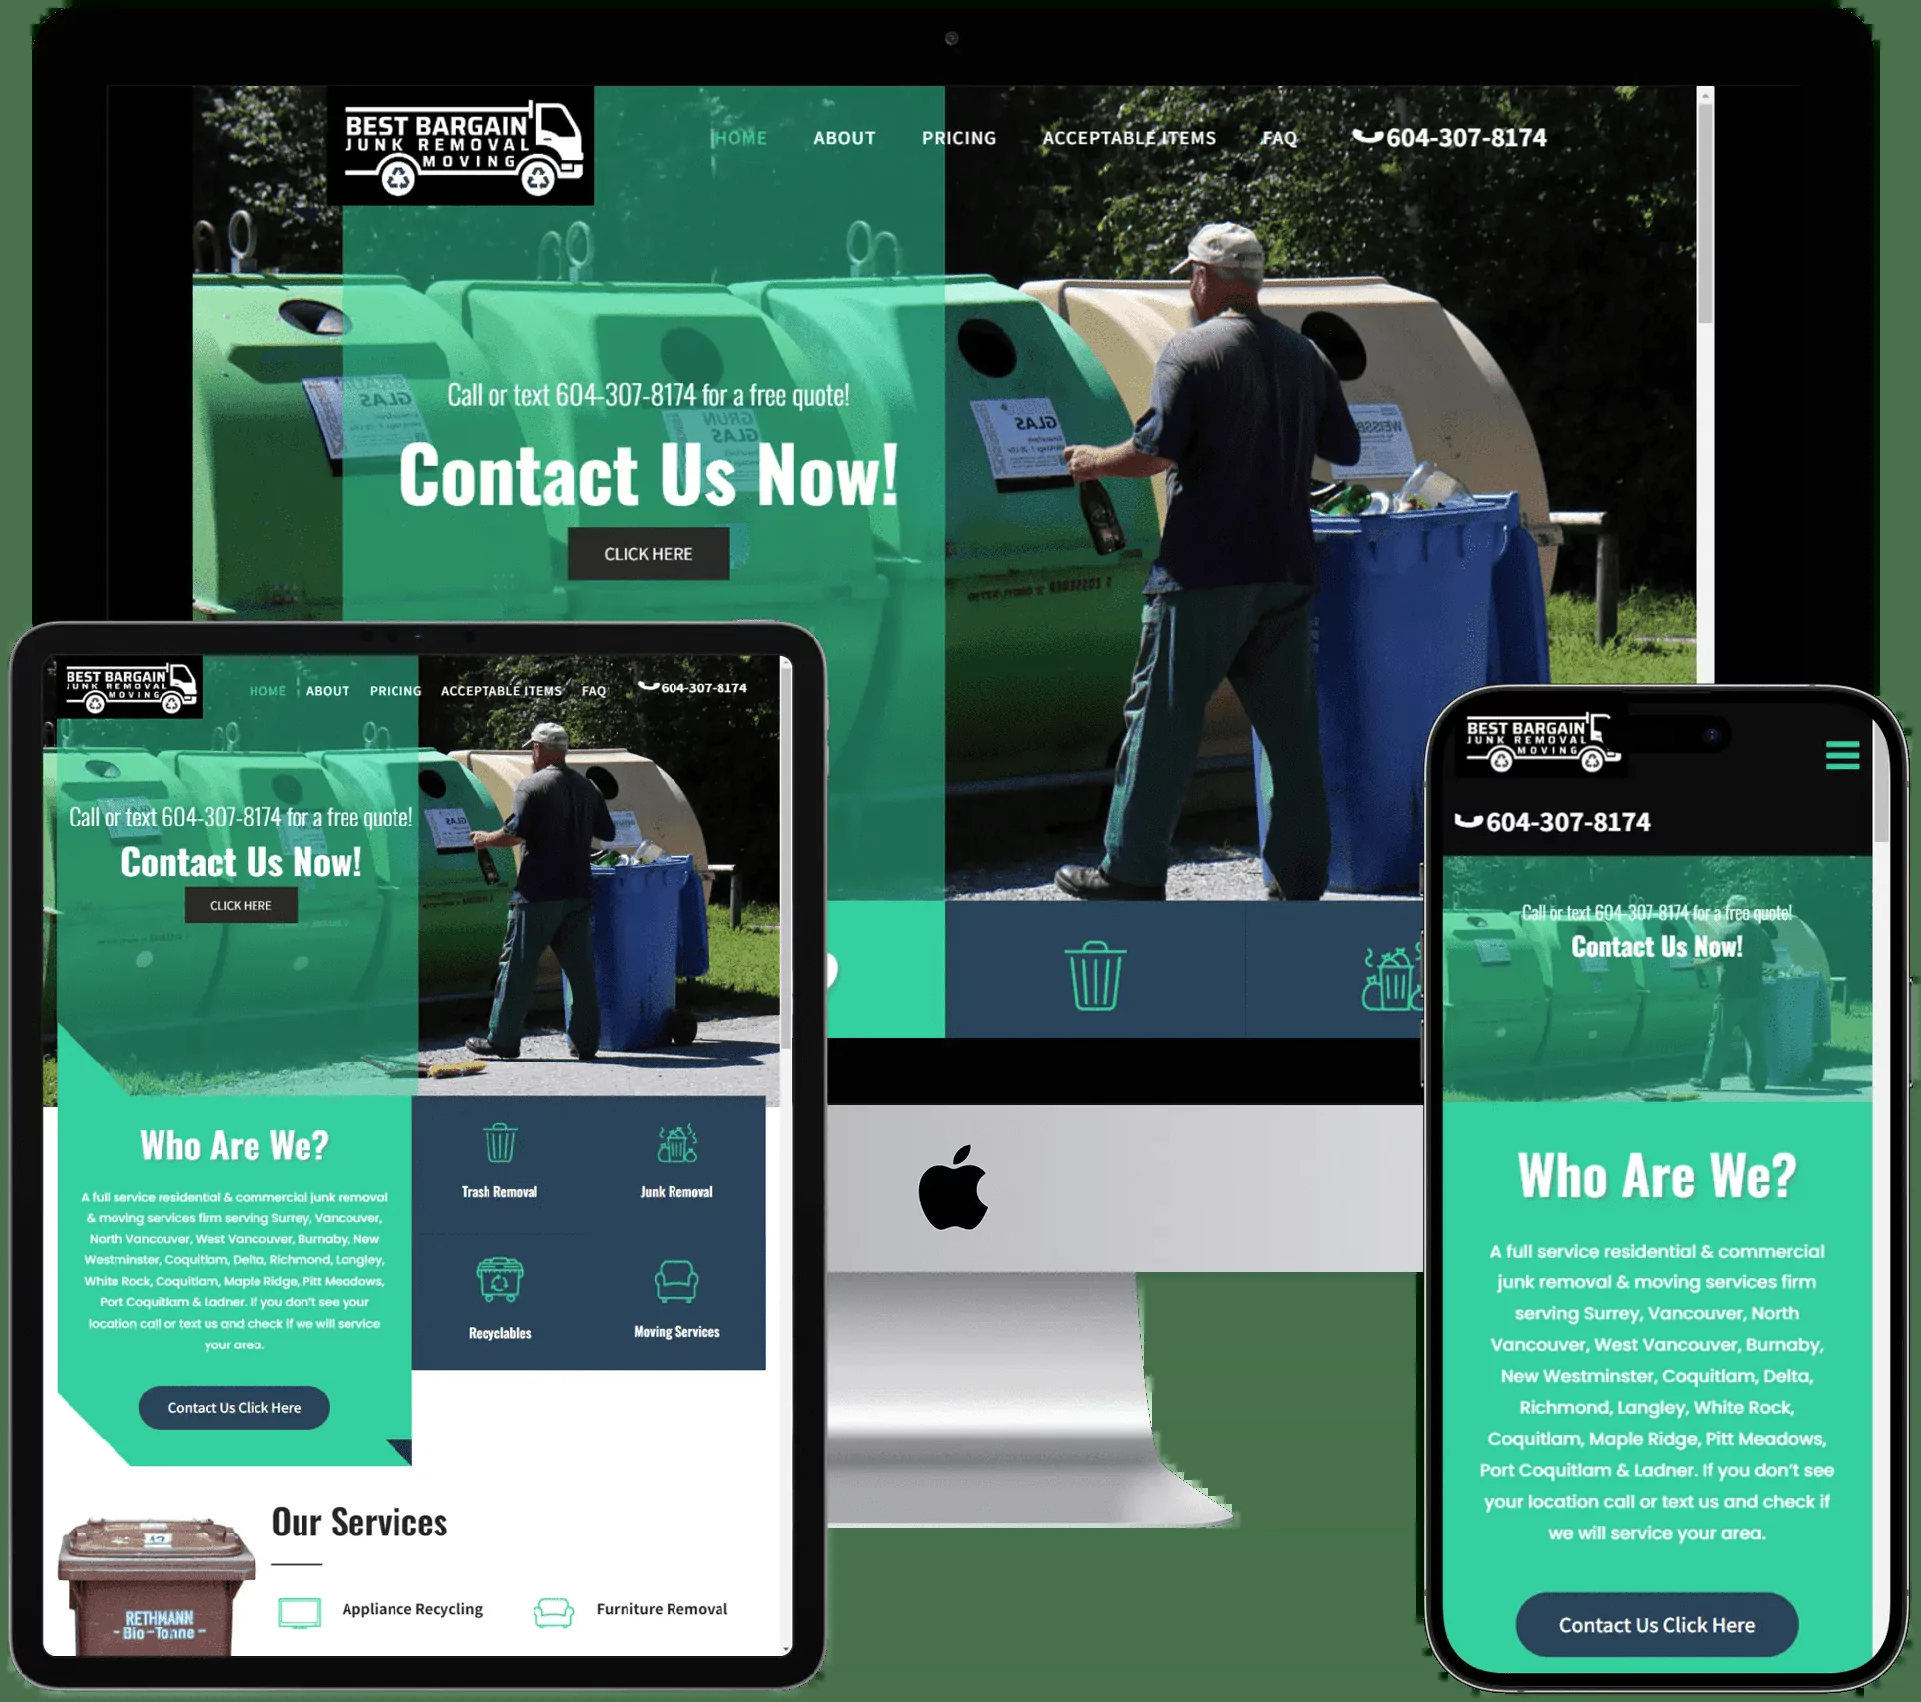 BEST BARGAIN
JUNK REMOVAL
MOVING
HOME
ABOUT
PRICING
ACCEPTABLE ITEMS
FAQ
604-307-8174
Call or text 604-307-8174 for a free quote!
Contact Us Now!
CLICK HERE
BEST BARGAIN
JUNK REMOVAL
MOVING
HOME
ABOUT
PRICING
ACCEPTABLE ITEMS
FAQ
604-307-8174
Call or text 604-307-8174 for a free quote!
Contact Us Now!
CLICK HERE
Who Are We?
A full service residential & commercial junk removal
& moving services firm serving Surrey, Vancouver,
North Vancouver, West Vancouver, Burnaby, New
Westminster, Coquitlam, Delta, Richmond, Langley,
White Rock, Coquitlam, Maple Ridge, Pitt Meadows,
Port Coquitlam & Ladner. If you don't see your
location call or text us and check if we will service
your area.
Contact Us Click Here
Trash Removal
Junk Removal
Recyclables
Moving Services
Our Services
RETHMANN
- Bio-Tonne -
Appliance Recycling
Furniture Removal
BEST BARGAIN
JUNK REMOVAL
MOVING
604-307-8174
Call or text 604-307-8174 for a free quote!
Contact Us Now!
Who Are We?
A full service residential & commercial
junk removal & moving services firm
serving Surrey, Vancouver, North
Vancouver, West Vancouver, Burnaby,
New Westminster, Coquitlam, Delta,
Richmond, Langley, White Rock,
Coquitlam, Maple Ridge, Pitt Meadows,
Port Coquitlam & Ladner. If you don't see
your location call or text us and check if
we will service your area.
Contact Us Click Here